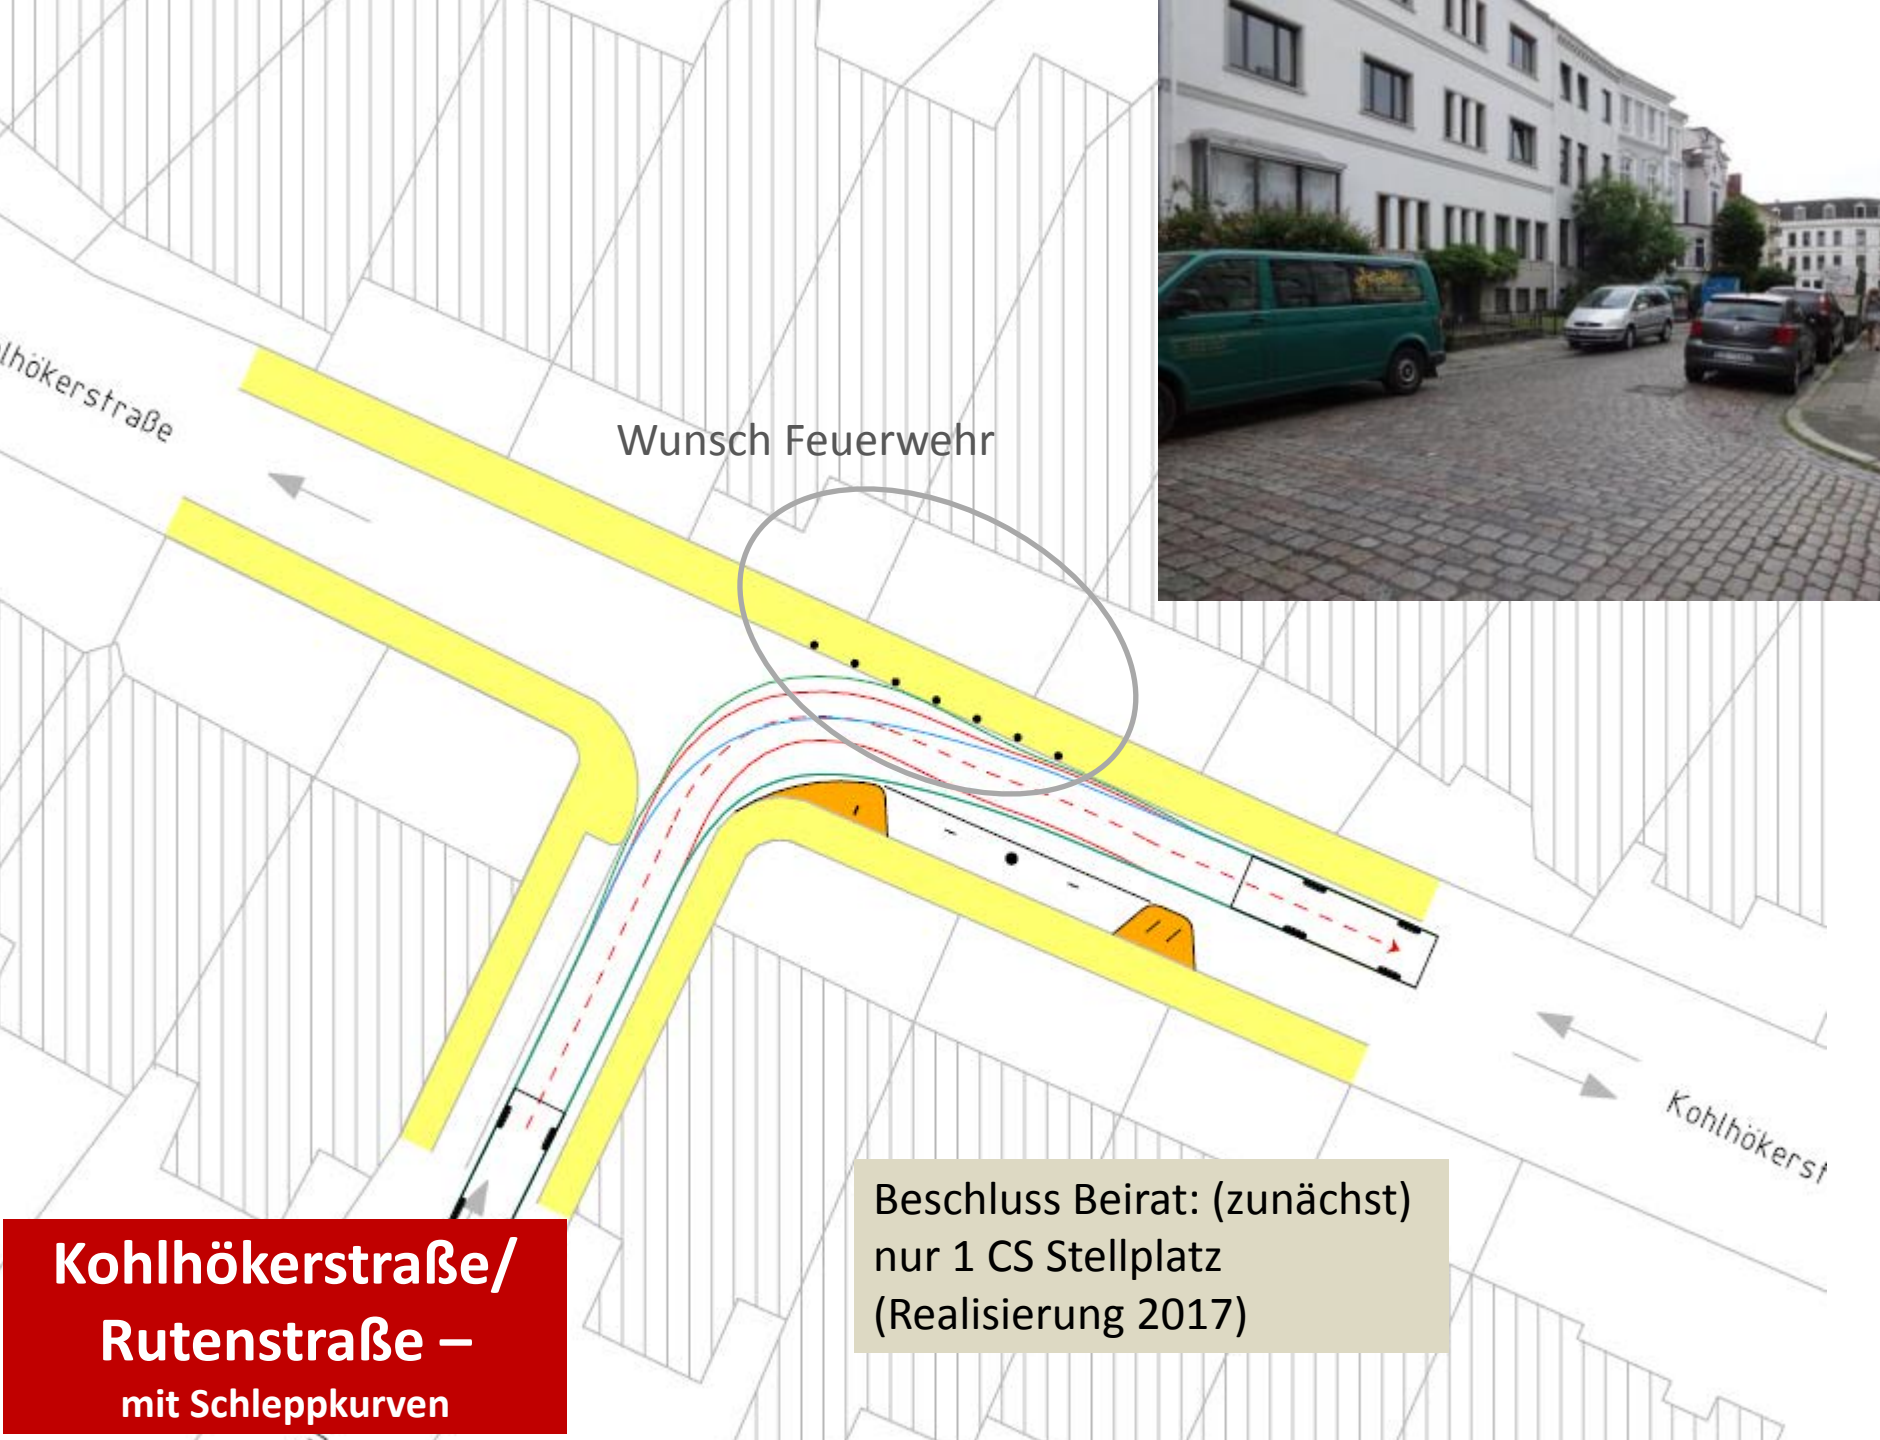 lhökerstraße
Wunsch Feuerwehr
Kohlhökerst
Beschluss Beirat: (zunächst)
nur 1 CS Stellplatz
(Realisierung 2017)
Kohlhökerstraße/
Rutenstraße –
mit Schleppkurven